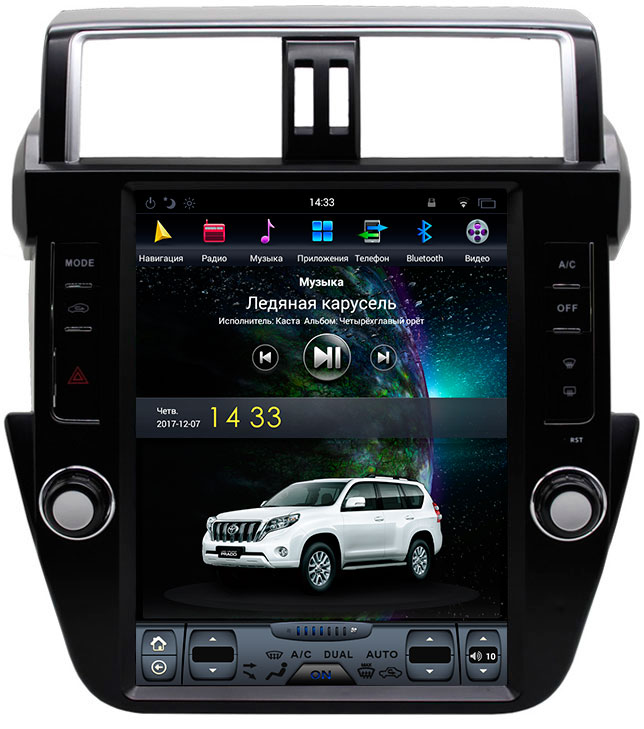 14:33
Навигация Радио Музыка Приложения Телефон Bluetooth Видео
MODE
A/C
OFF
RST
Музыка
Ледяная карусель
Исполнитель: Каста Альбом: Четырёхглавый орёт
Четв.
2017-12-07
14 33
PRADO
A/C DUAL AUTO
ON
MAX
10